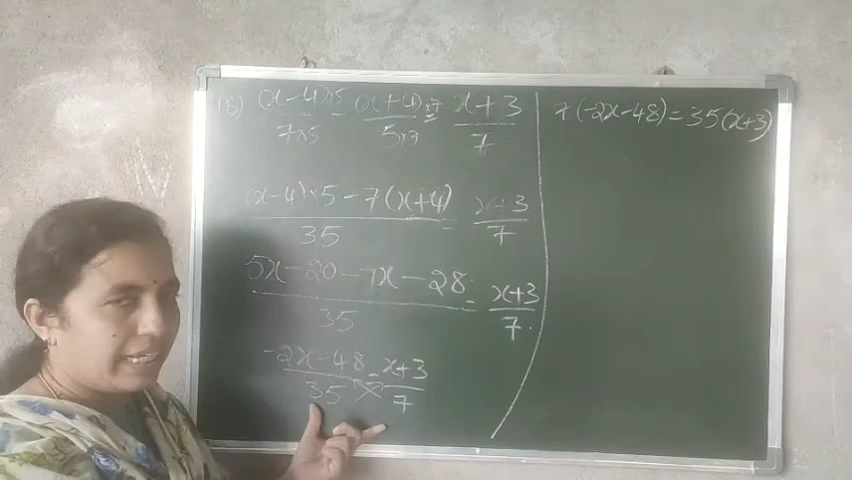 18) (x-4)×5/7×5 - (x+4)×7/5×7 = x+3/7
(x-4)×5-7(x+4)/35 = x+3/7
5x-20-7x-28/35 = x+3/7.
-2x-48/35 = x+3/7
7(-2x-48)=35(x+3)